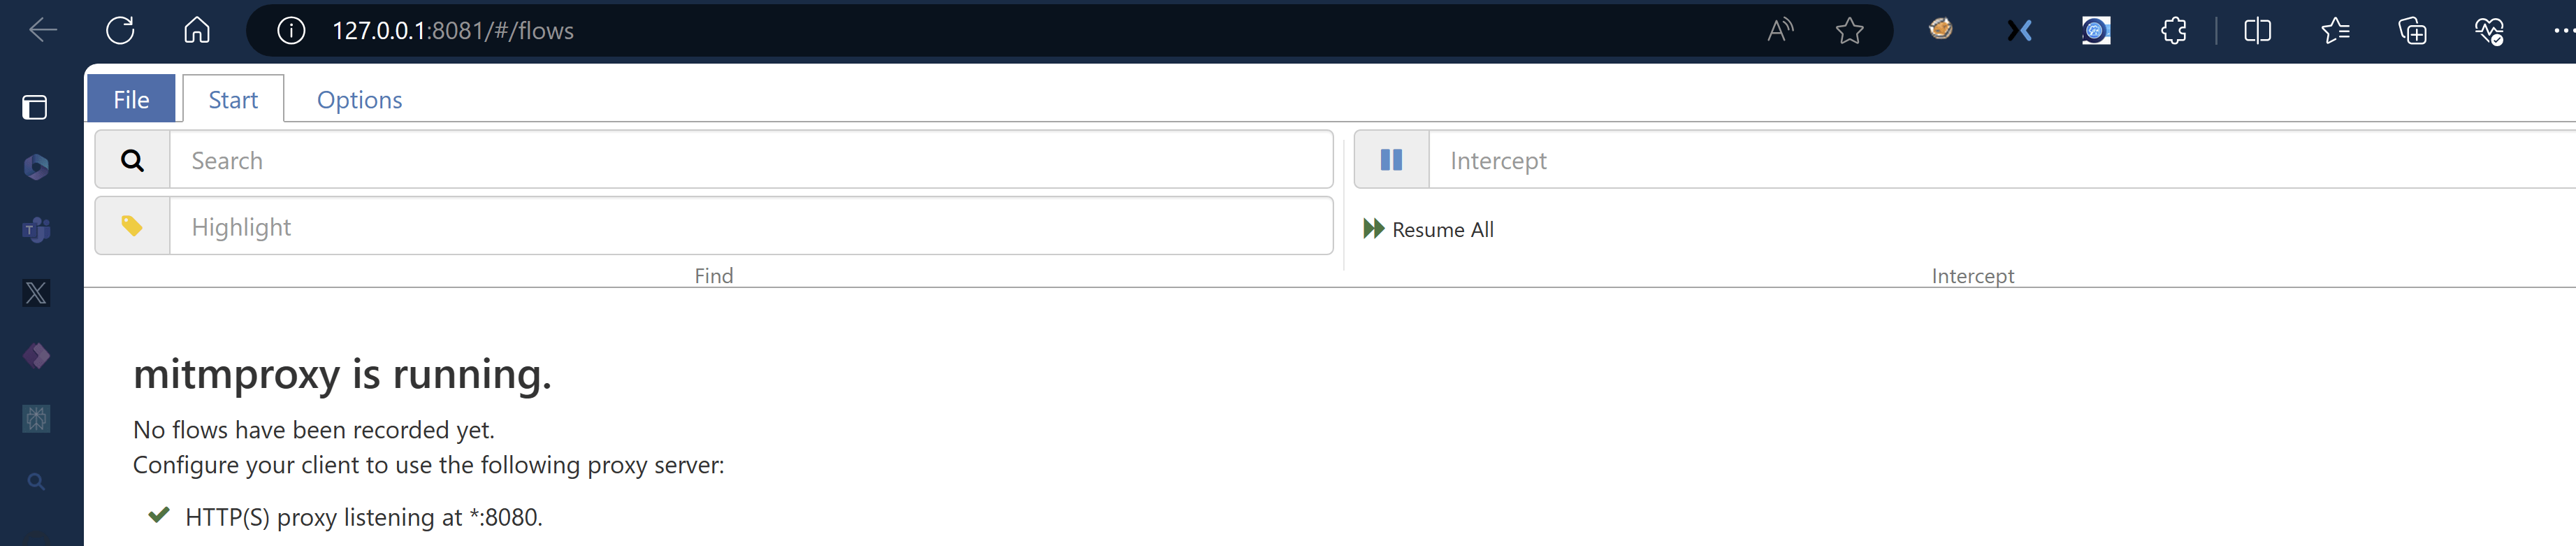 127.0.0.1:8081/#/flows
File Start Options
Search
Intercept
Highlight
Resume All
Find
Intercept
mitmproxy is running.
No flows have been recorded yet.
Configure your client to use the following proxy server:
HTTP(S) proxy listening at *:8080.